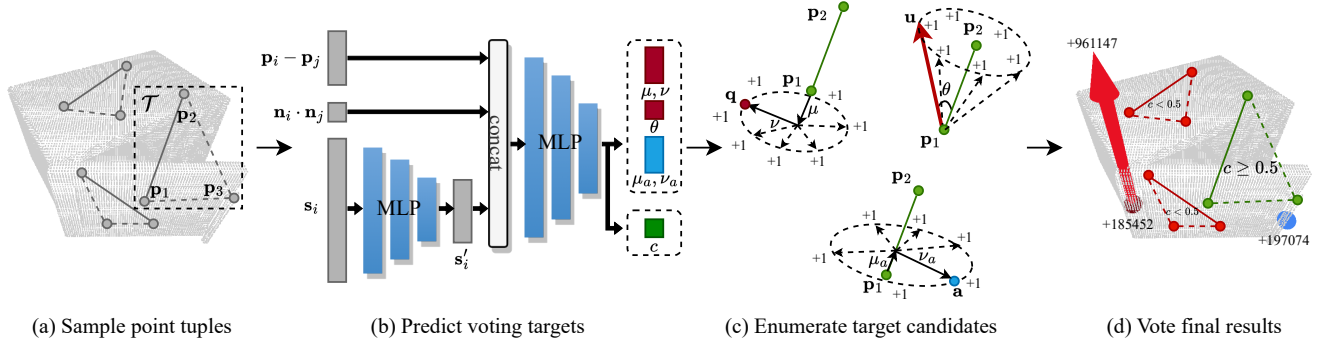 𝒯
p₂
p₁
p₃
(a) Sample point tuples
pᵢ − pⱼ
nᵢ · nⱼ
sᵢ
MLP
s′ᵢ
concat
MLP
μ, ν
θ
μₐ, νₐ
c
(b) Predict voting targets
p₂
p₁
+1
q
+1
μ
ν
+1
+1
+1
+1
+1
u
+1
+1
p₂
+1
+1
+1
θ
p₁
p₂
+1
+1
+1
+1
μₐ
νₐ
p₁
+1
a
+1
(c) Enumerate target candidates
+961147
c < 0.5
c ≥ 0.5
c < 0.5
+185452
+197074
(d) Vote final results